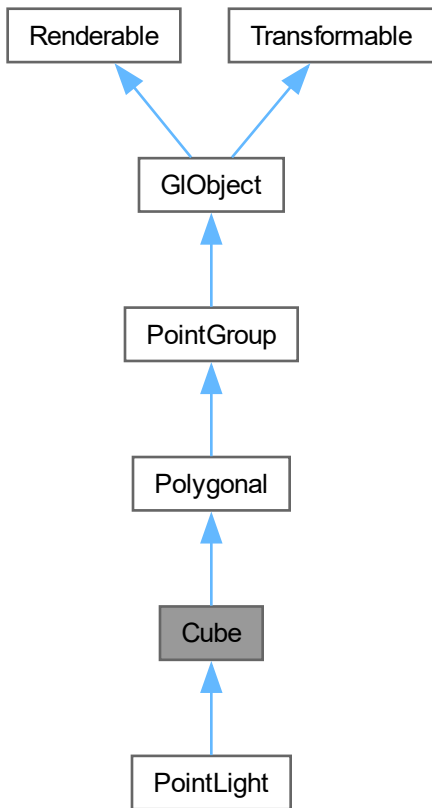 Renderable
Transformable
GlObject
PointGroup
Polygonal
Cube
PointLight